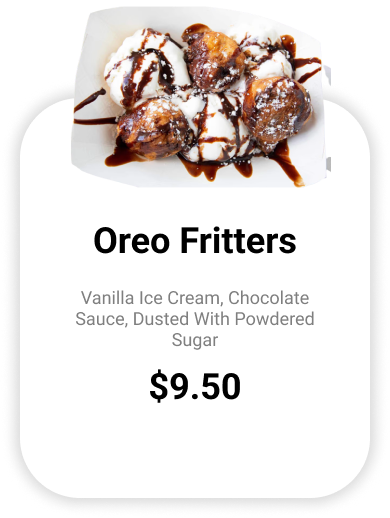 Oreo Fritters
Vanilla Ice Cream, Chocolate
Sauce, Dusted With Powdered
Sugar
$9.50